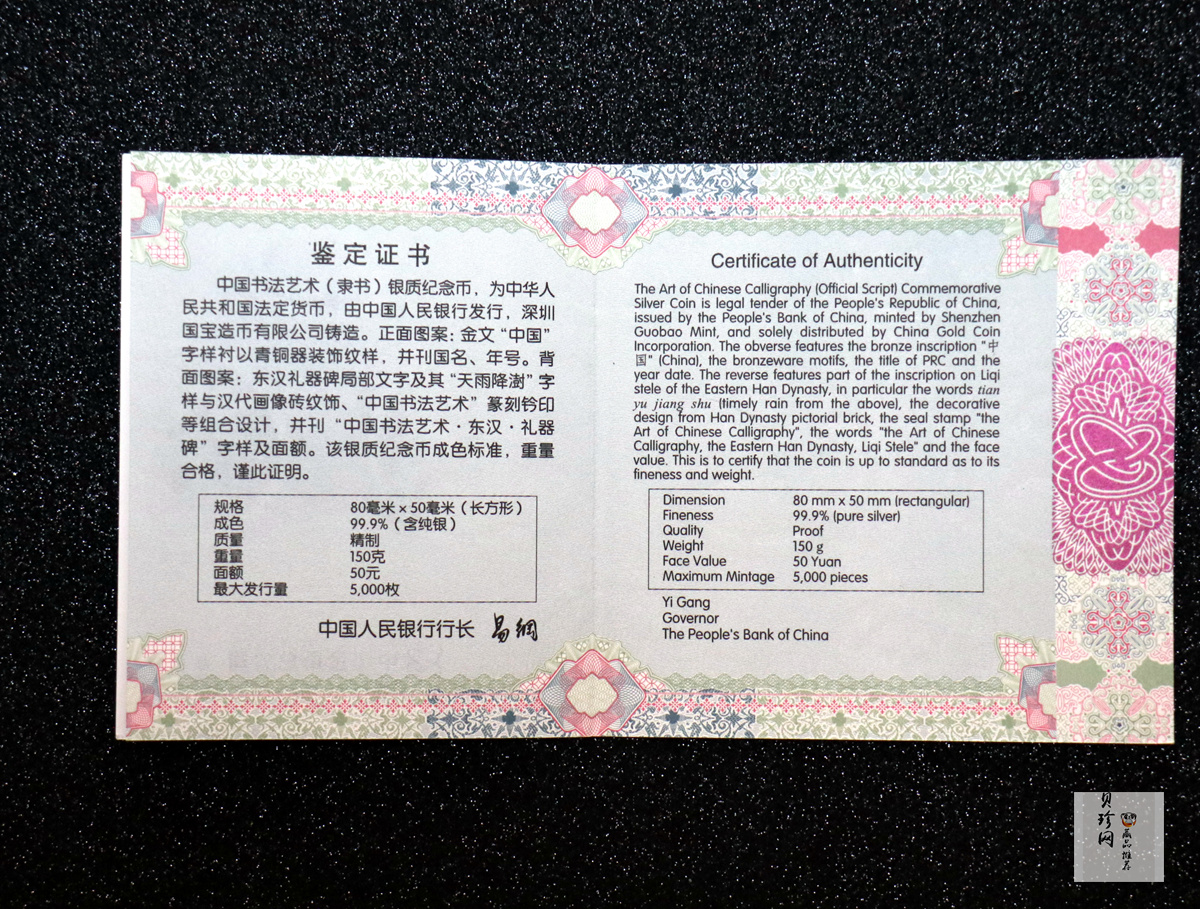 鉴定证书
中国书法艺术（隶书）银质纪念币，为中华人
民共和国法定货币，由中国人民银行发行，深圳
国宝造币有限公司铸造。正面图案：金文“中国”
字样衬以青铜器装饰纹样，并刊国名、年号。背
面图案：东汉礼器碑局部文字及其“天雨降澍”字
样与汉代画像砖纹饰、“中国书法艺术”篆刻钤印
等组合设计，并刊“中国书法艺术·东汉·礼器
碑”字样及面额。该银质纪念币成色标准，重量
合格，谨此证明。
规格 80毫米×50毫米（长方形）
成色 99.9%（含纯银）
质量 精制
重量 150克
面额 50元
最大发行量 5,000枚
中国人民银行行长 易纲
Certificate of Authenticity
The Art of Chinese Calligraphy (Official Script) Commemorative
Silver Coin is legal tender of the People's Republic of China,
issued by the People's Bank of China, minted by Shenzhen
Guobao Mint, and solely distributed by China Gold Coin
Incorporation. The obverse features the bronze inscription "中
国" (China), the bronzeware motifs, the title of PRC and the
year date. The reverse features part of the inscription on Liqi
stele of the Eastern Han Dynasty, in particular the words tian
yu jiang shu (timely rain from the above), the decorative
design from Han Dynasty pictorial brick, the seal stamp "the
Art of Chinese Calligraphy", the words "the Art of Chinese
Calligraphy, the Eastern Han Dynasty, Liqi Stele" and the face
value. This is to certify that the coin is up to standard as to its
fineness and weight.
Dimension 80 mm x 50 mm (rectangular)
Fineness 99.9% (pure silver)
Quality Proof
Weight 150 g
Face Value 50 Yuan
Maximum Mintage 5,000 pieces
Yi Gang
Governor
The People's Bank of China
贝珍网
藏品推荐